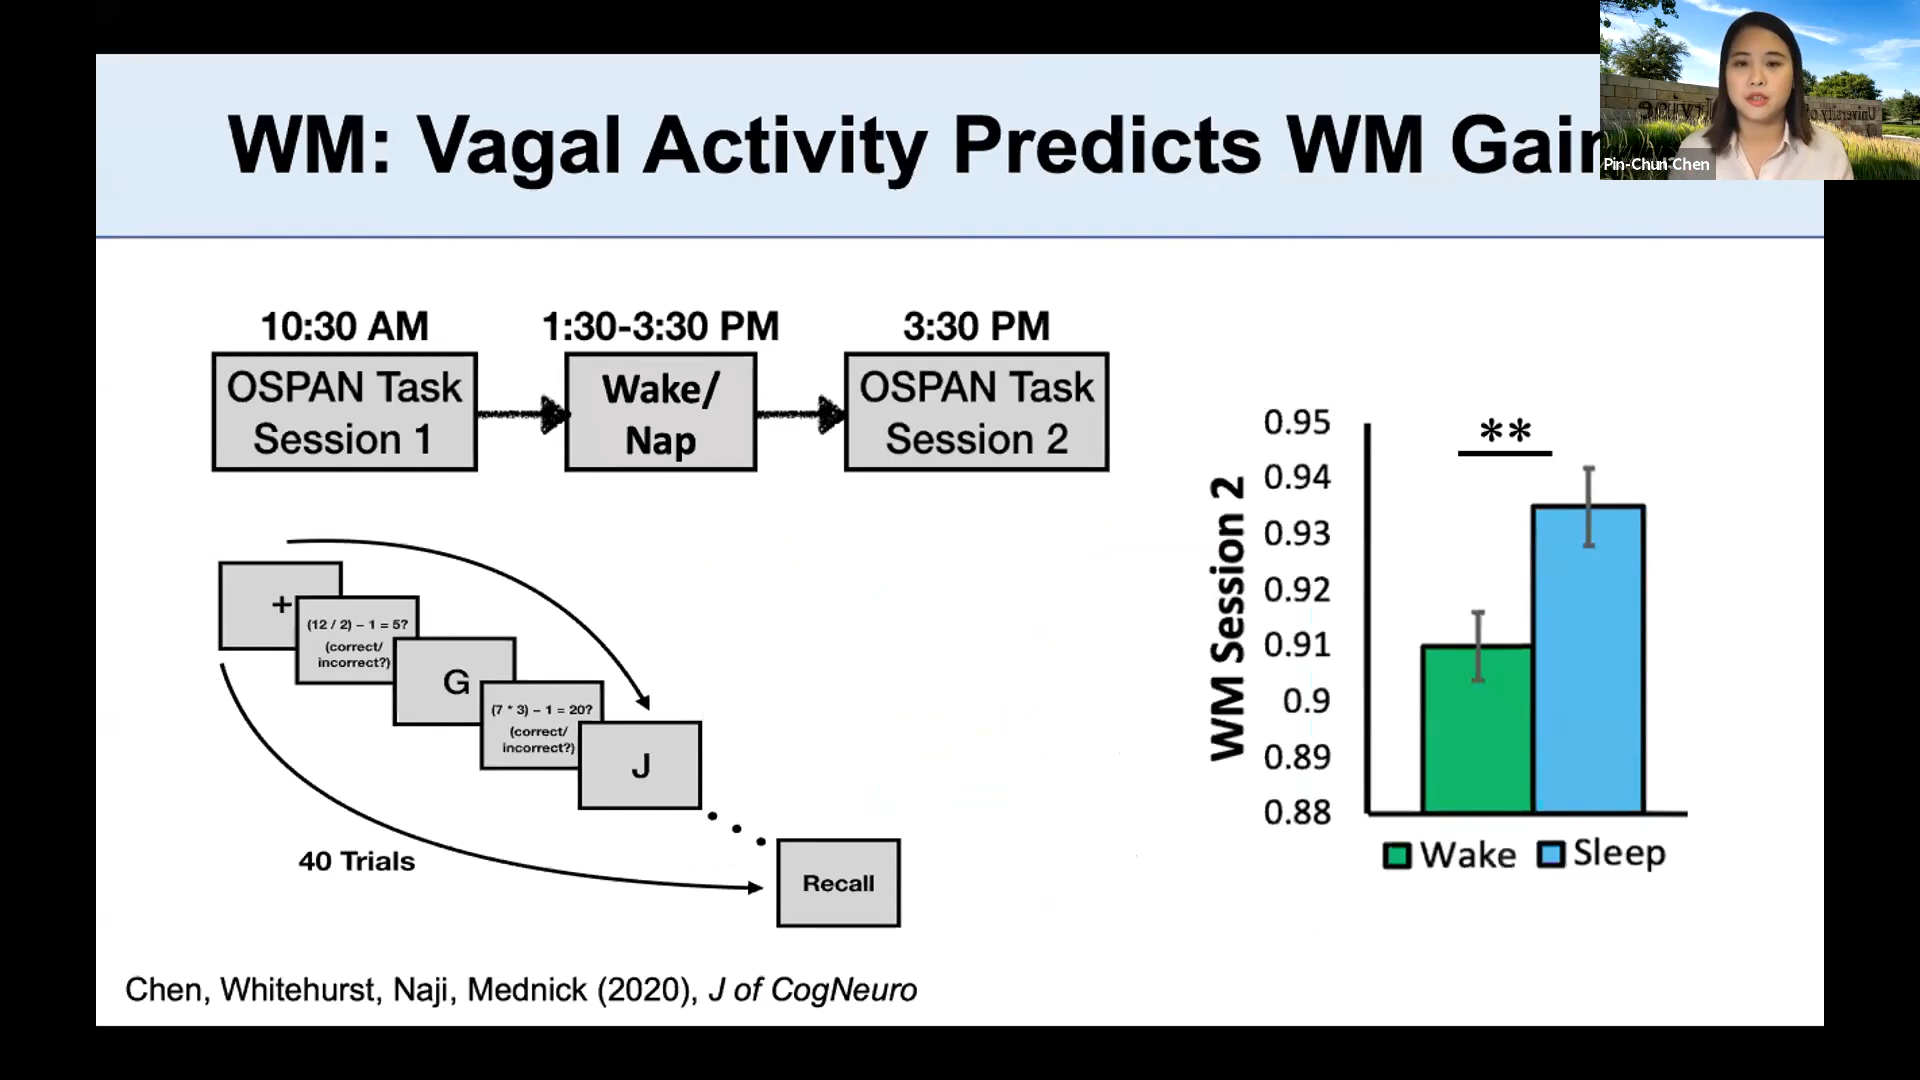 WM: Vagal Activity Predicts WM Gain
Pin-Chun Chen
10:30 AM
1:30-3:30 PM
3:30 PM
OSPAN Task
Session 1
Wake/
Nap
OSPAN Task
Session 2
+
(12 / 2) – 1 = 5?
(correct/
incorrect?)
G
(7 * 3) – 1 = 20?
(correct/
incorrect?)
J
40 Trials
Recall
WM Session 2
**
0.95
0.94
0.93
0.92
0.91
0.9
0.89
0.88
Wake
Sleep
Chen, Whitehurst, Naji, Mednick (2020), J of CogNeuro